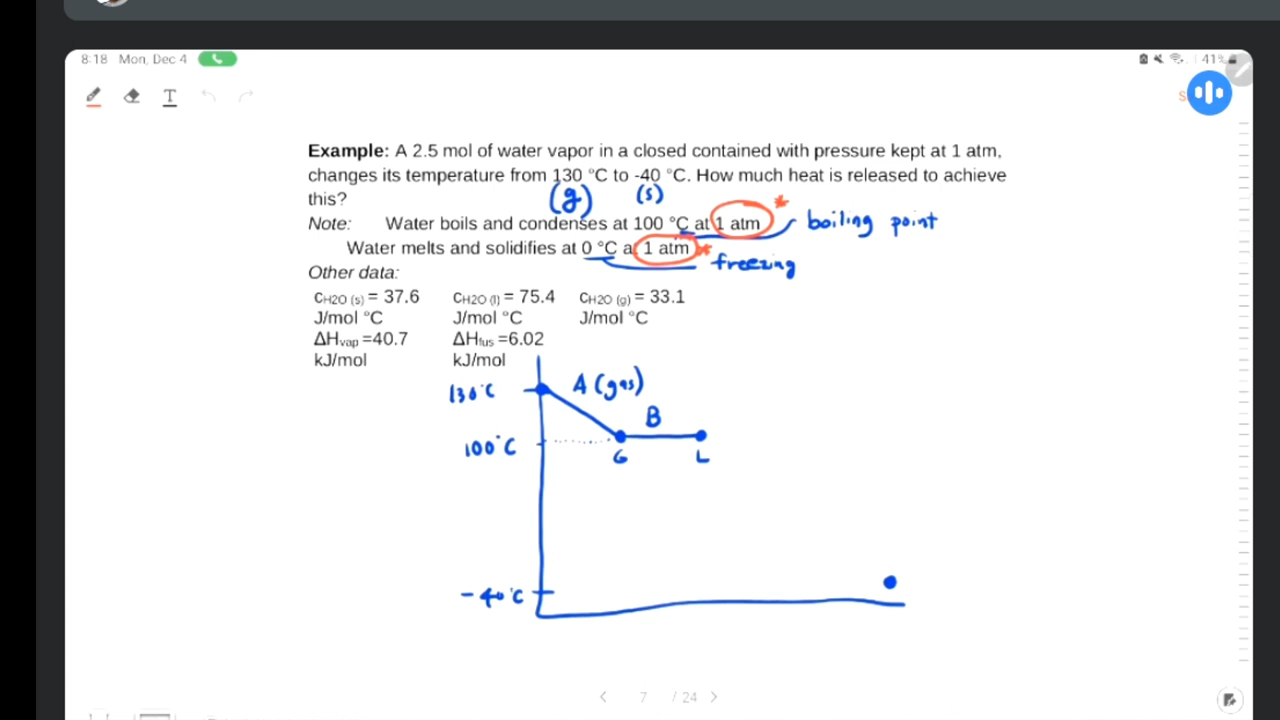 8:18 Mon, Dec 4
41%
T
Example: A 2.5 mol of water vapor in a closed contained with pressure kept at 1 atm,
changes its temperature from 130 °C to -40 °C. How much heat is released to achieve
this?
(g) (s)
Note: Water boils and condenses at 100 °C at 1 atm * boiling point
Water melts and solidifies at 0 °C a 1 atm * freezing
Other data:
CH2O (s) = 37.6 CH2O (l) = 75.4 CH2O (g) = 33.1
J/mol °C J/mol °C J/mol °C
ΔHvap =40.7 ΔHfus =6.02
kJ/mol kJ/mol
130°C A (gas)
B
100°C
G L
-40°C
< 7 / 24 >